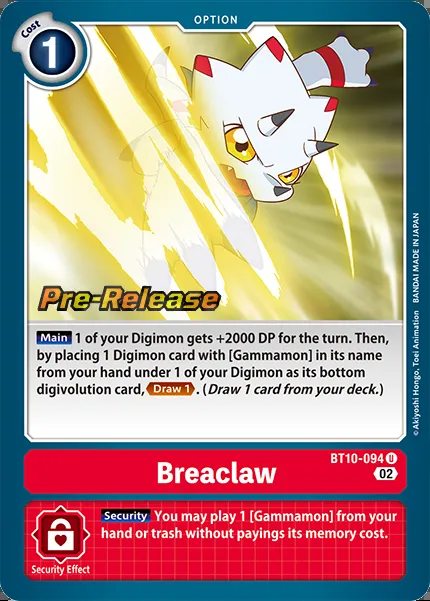 OPTION
Cost
1
Pre-Release
Main 1 of your Digimon gets +2000 DP for the turn. Then,
by placing 1 Digimon card with [Gammamon] in its name
from your hand under 1 of your Digimon as its bottom
digivolution card, Draw 1. (Draw 1 card from your deck.)
©Akiyoshi Hongo, Toei Animation BANDAI MADE IN JAPAN
BT10-094 U
Breaclaw
02
Security You may play 1 [Gammamon] from your
hand or trash without payings its memory cost.
Security Effect